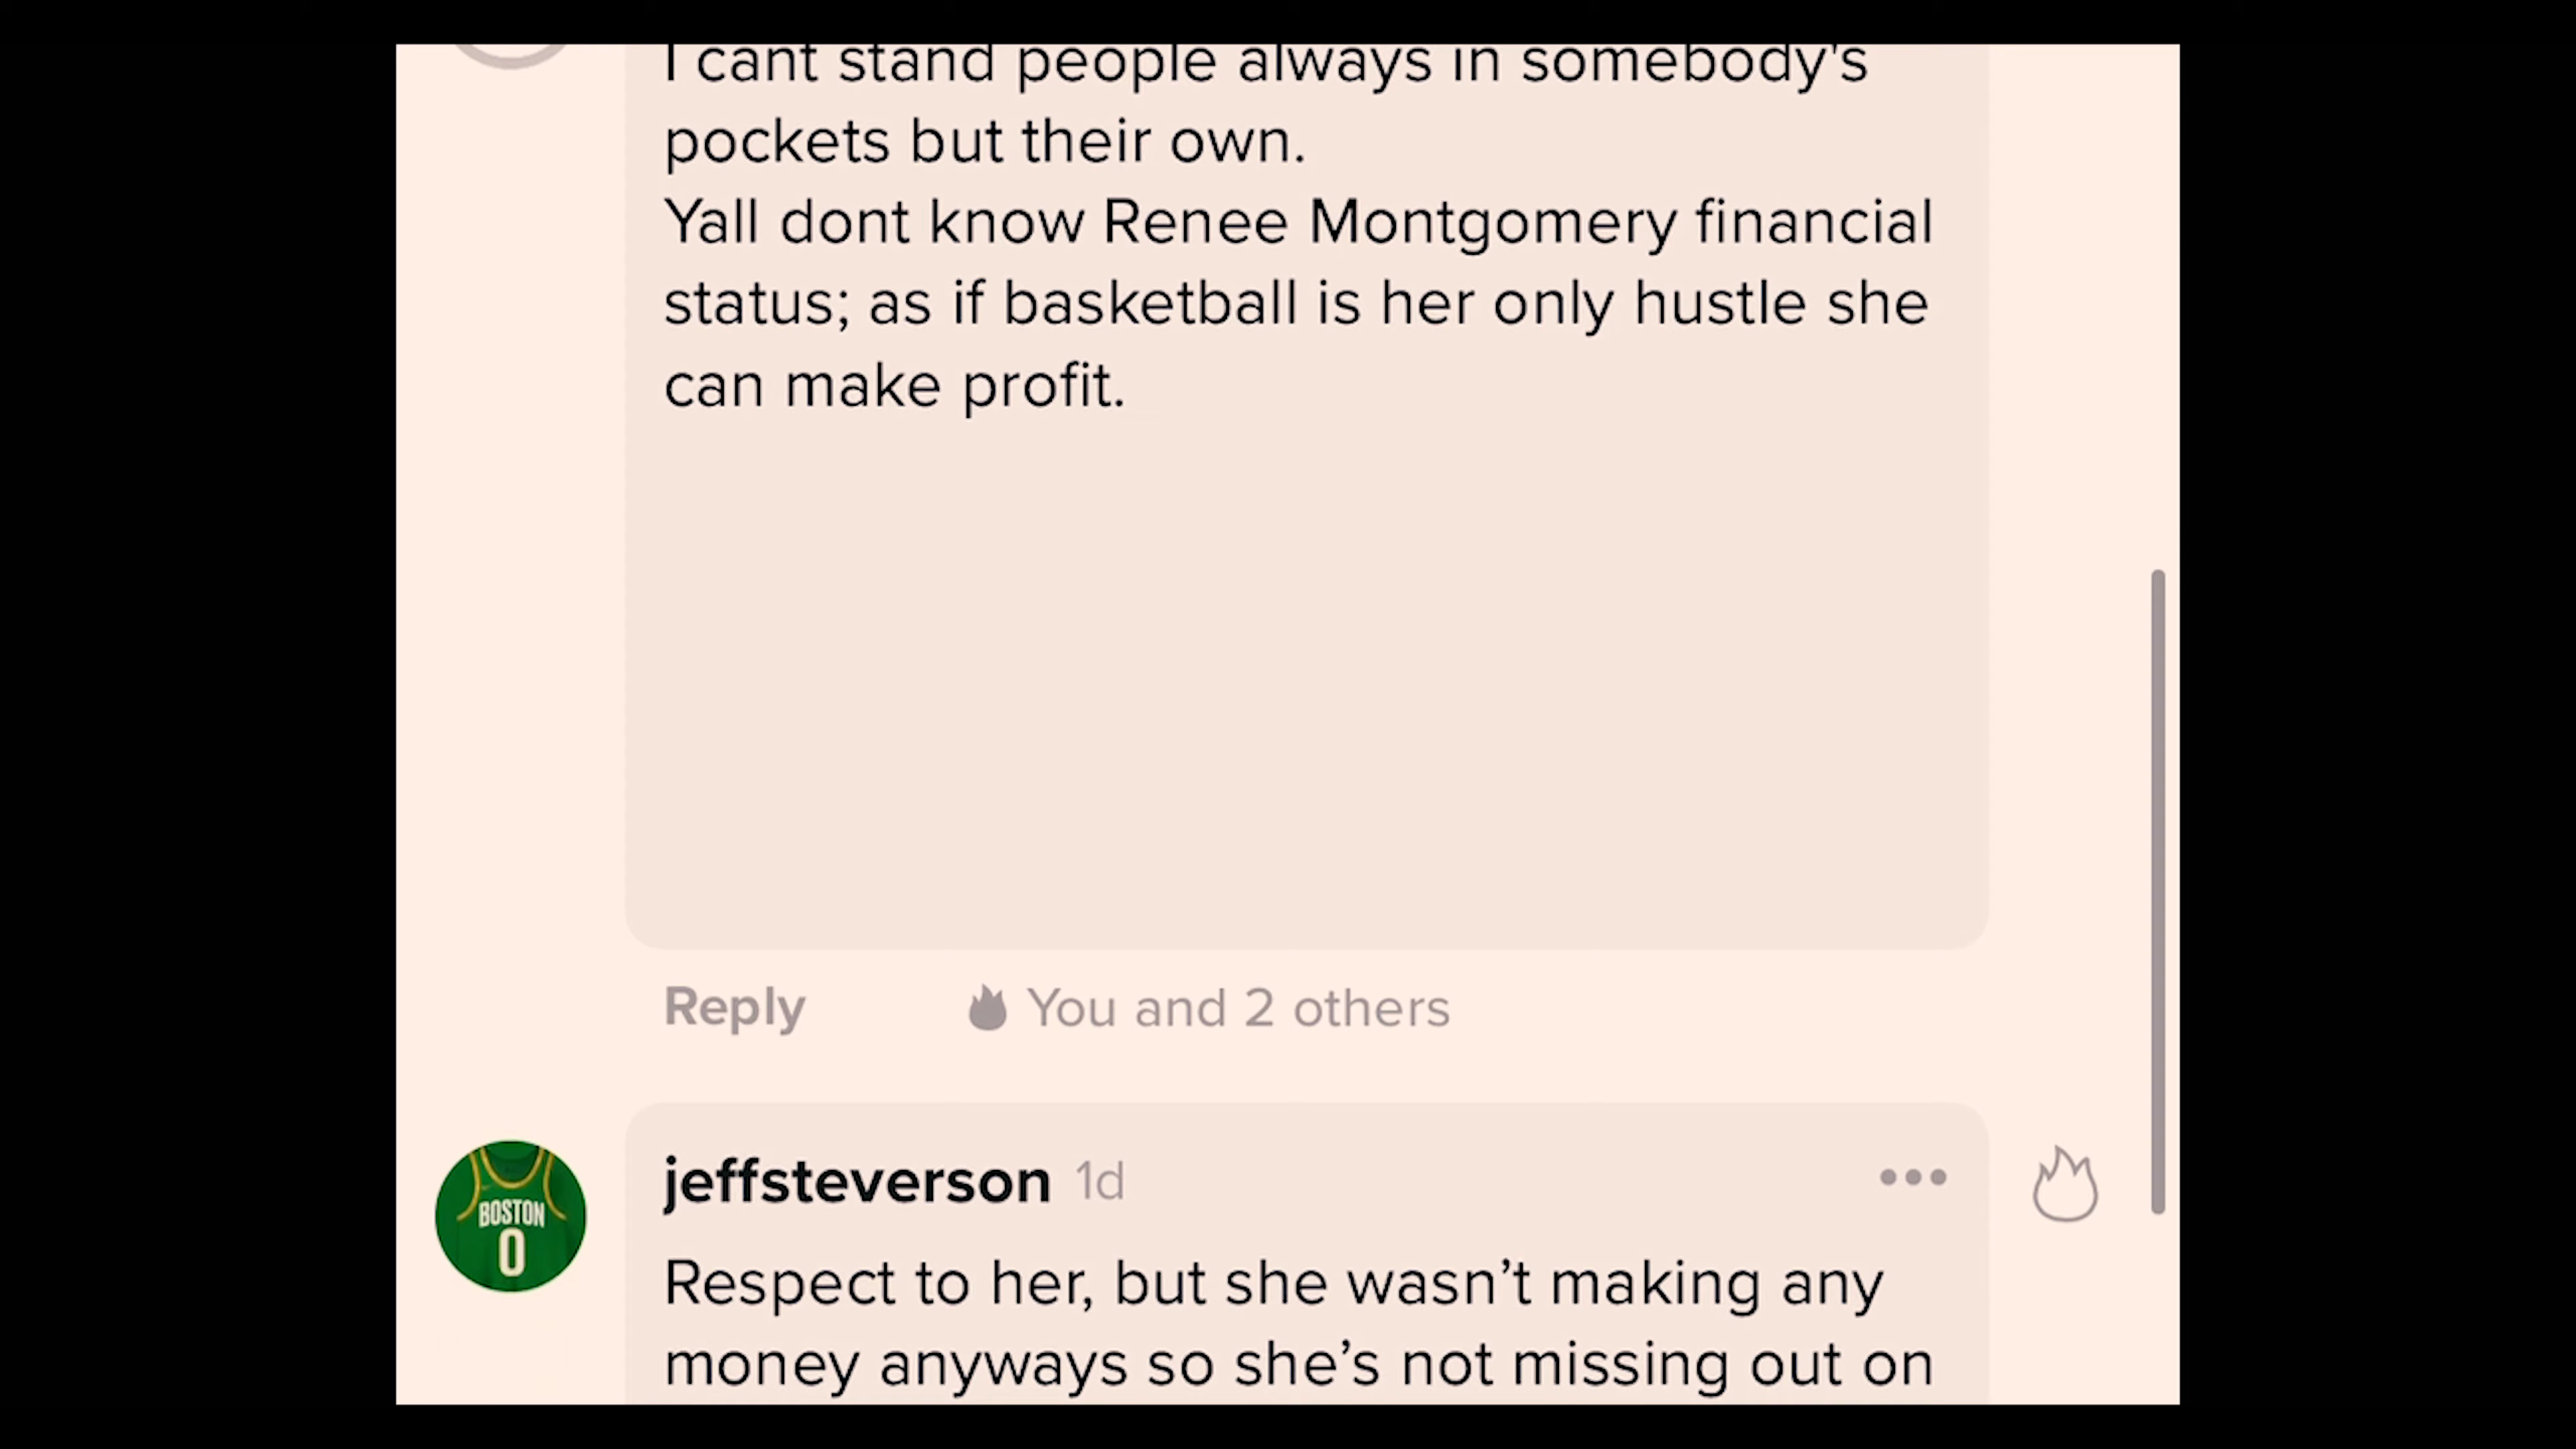 I cant stand people always in somebody's
pockets but their own.
Yall dont know Renee Montgomery financial
status; as if basketball is her only hustle she
can make profit.
Reply You and 2 others
jeffsteverson 1d
BOSTON
0
Respect to her, but she wasn’t making any
money anyways so she’s not missing out on